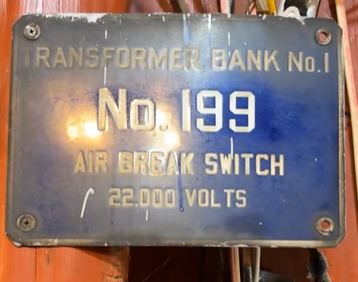 TRANSFORMER BANK No.1
No. 199
AIR BREAK SWITCH
22.000 VOLTS